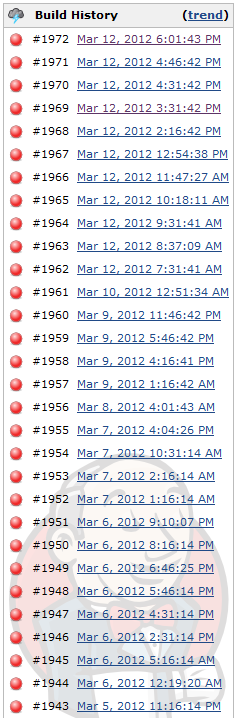 Build History (trend)
#1972 Mar 12, 2012 6:01:43 PM
#1971 Mar 12, 2012 4:46:42 PM
#1970 Mar 12, 2012 4:31:42 PM
#1969 Mar 12, 2012 3:31:42 PM
#1968 Mar 12, 2012 2:16:42 PM
#1967 Mar 12, 2012 12:54:38 PM
#1966 Mar 12, 2012 11:47:27 AM
#1965 Mar 12, 2012 10:18:11 AM
#1964 Mar 12, 2012 9:31:41 AM
#1963 Mar 12, 2012 8:37:09 AM
#1962 Mar 12, 2012 7:31:41 AM
#1961 Mar 10, 2012 12:51:34 AM
#1960 Mar 9, 2012 11:46:42 PM
#1959 Mar 9, 2012 5:46:42 PM
#1958 Mar 9, 2012 4:16:41 PM
#1957 Mar 9, 2012 1:16:42 AM
#1956 Mar 8, 2012 4:01:43 AM
#1955 Mar 7, 2012 4:04:26 PM
#1954 Mar 7, 2012 10:31:14 AM
#1953 Mar 7, 2012 2:16:14 AM
#1952 Mar 7, 2012 1:16:14 AM
#1951 Mar 6, 2012 9:10:07 PM
#1950 Mar 6, 2012 8:16:14 PM
#1949 Mar 6, 2012 6:46:25 PM
#1948 Mar 6, 2012 5:46:14 PM
#1947 Mar 6, 2012 4:31:14 PM
#1946 Mar 6, 2012 2:31:14 PM
#1945 Mar 6, 2012 5:16:14 AM
#1944 Mar 6, 2012 12:19:20 AM
#1943 Mar 5, 2012 11:16:14 PM